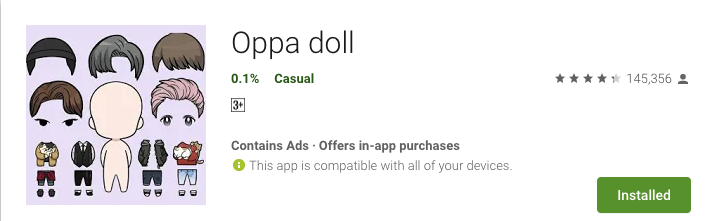 Oppa doll
0.1% Casual
145,356
3+
Contains Ads · Offers in-app purchases
This app is compatible with all of your devices.
Installed